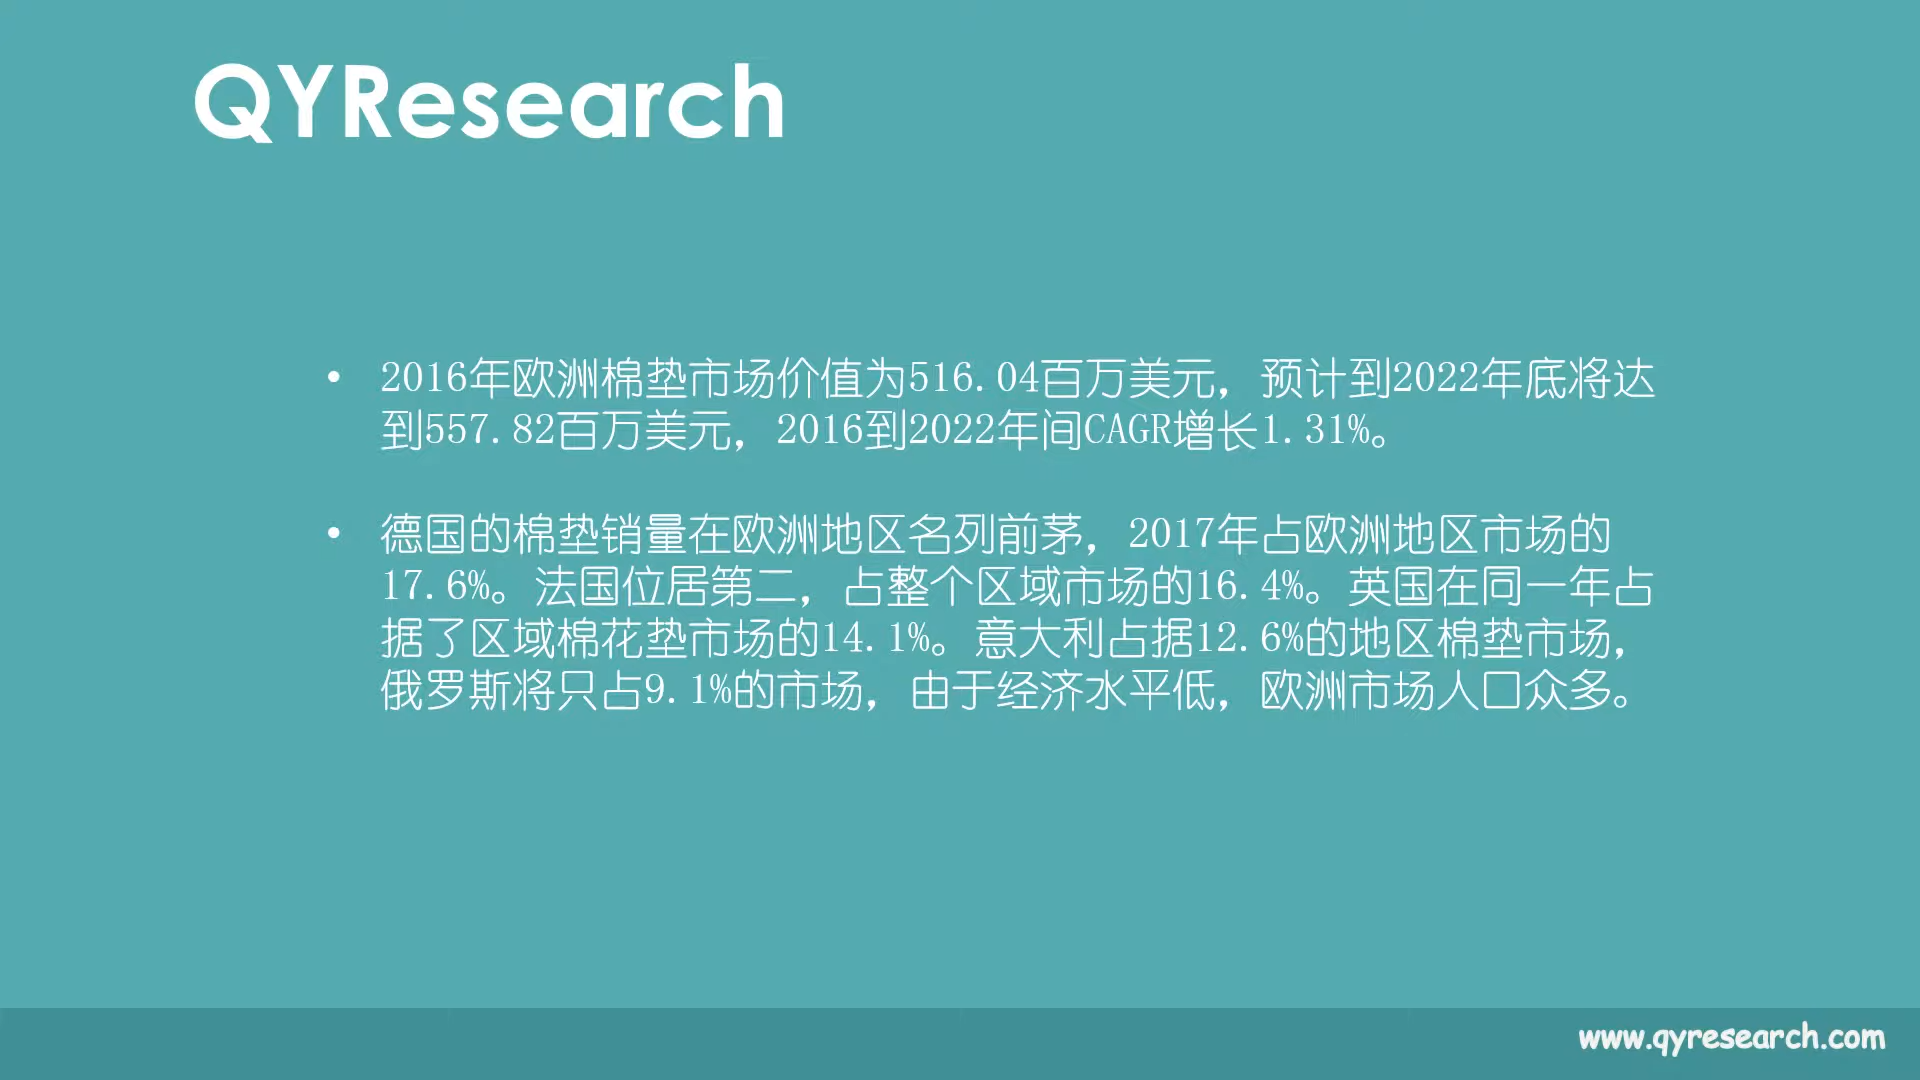 QYResearch
• 2016年欧洲棉垫市场价值为516.04百万美元，预计到2022年底将达
到557.82百万美元，2016到2022年间CAGR增长1.31%。
• 德国的棉垫销量在欧洲地区名列前茅，2017年占欧洲地区市场的
17.6%。法国位居第二，占整个区域市场的16.4%。英国在同一年占
据了区域棉花垫市场的14.1%。意大利占据12.6%的地区棉垫市场，
俄罗斯将只占9.1%的市场，由于经济水平低，欧洲市场人口众多。
www.qyresearch.com